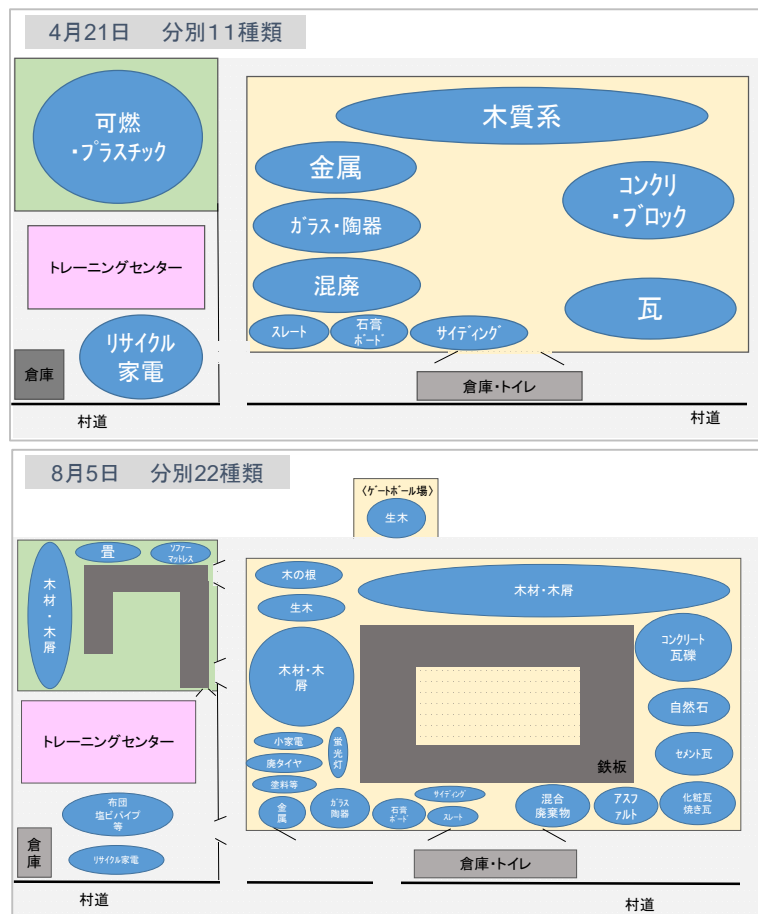 4月21日 分別１１種類
可燃
・プラスチック
木質系
金属
ガラス・陶器
混廃
スレート
石膏
ボード
サイディング
コンクリ
・ブロック
瓦
トレーニングセンター
リサイクル
家電
倉庫
倉庫・トイレ
村道
村道
8月5日 分別22種類
〈ゲートボール場〉
生木
木材・木屑
畳
ソファー
マットレス
木の根
生木
木材・木屑
木材・木
屑
コンクリート
瓦礫
自然石
セメント瓦
化粧瓦
焼き瓦
鉄板
小家電
廃タイヤ
蛍光灯
塗料等
金
属
ガラス
陶器
石膏
ボード
サイディング
スレート
混合
廃棄物
アスフ
ァルト
トレーニングセンター
布団
塩ビパイプ
等
リサイクル家電
倉
庫
倉庫・トイレ
村道
村道